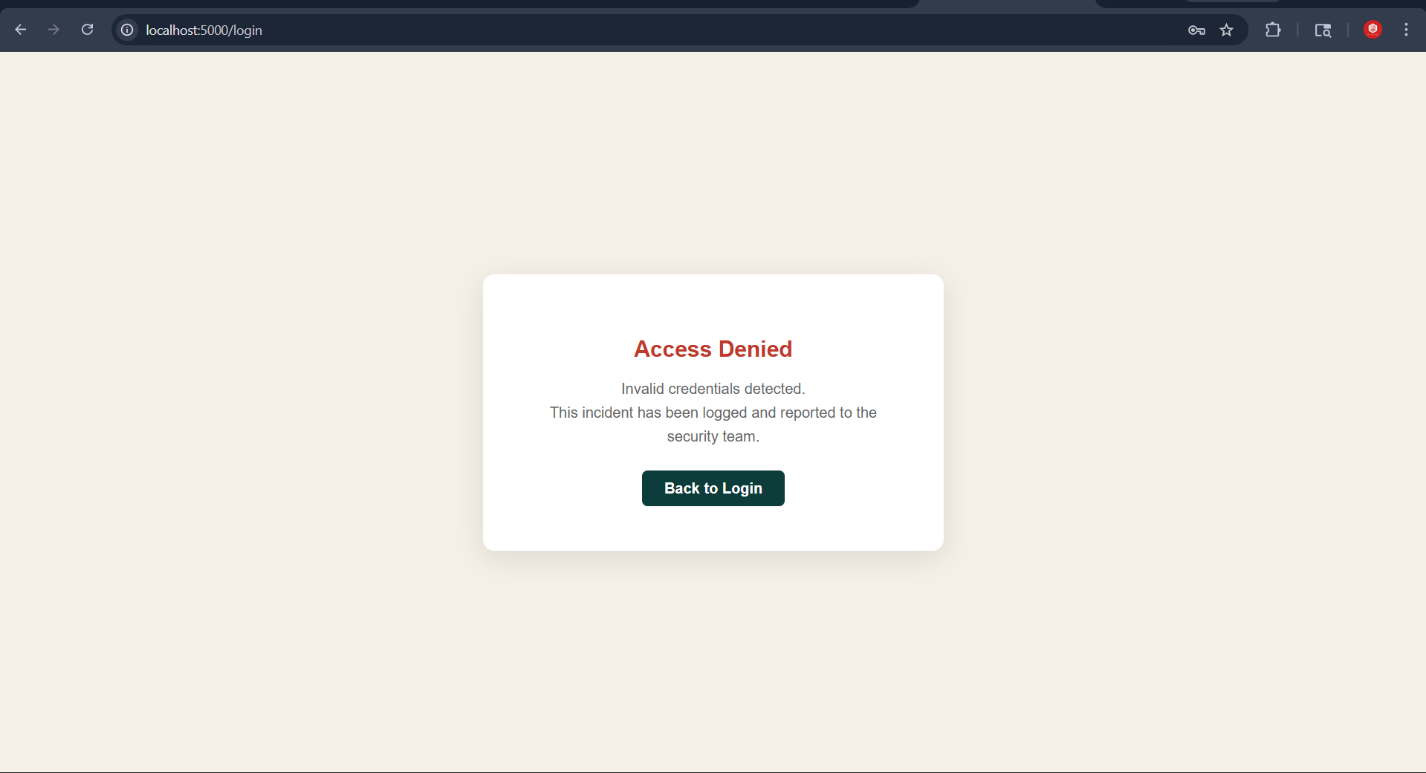 localhost:5000/login
Access Denied
Invalid credentials detected.
This incident has been logged and reported to the
security team.
Back to Login